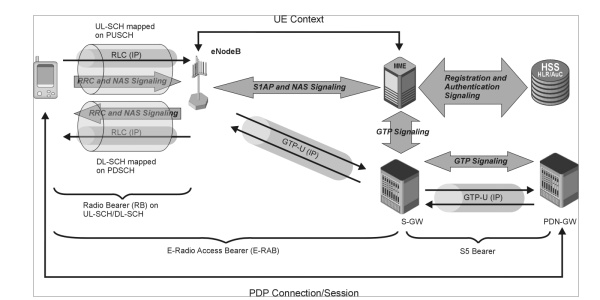 UE Context
UL-SCH mapped
on PUSCH
eNodeB
RLC (IP)
RRC and NAS Signaling
RRC and NAS Signaling
RLC (IP)
DL-SCH mapped
on PDSCH
S1AP and NAS Signaling
MME
Registration and
Authentication
Signaling
HSS
HLR/AuC
GTP Signaling
GTP-U (IP)
GTP Signaling
GTP-U (IP)
S-GW
PDN-GW
Radio Bearer (RB) on
UL-SCH/DL-SCH
E-Radio Access Bearer (E-RAB)
S5 Bearer
PDP Connection/Session